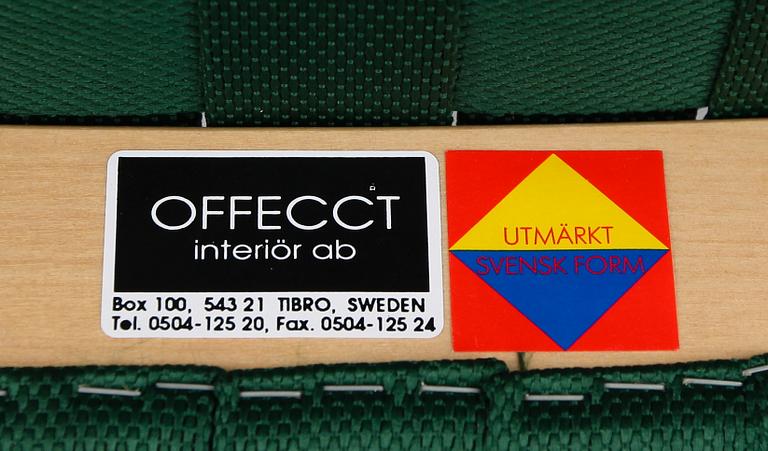 OFFECCT
interiör ab
Box 100, 543 21 TIBRO, SWEDEN
Tel. 0504-125 20, Fax. 0504-125 24
UTMÄRKT
SVENSK FORM